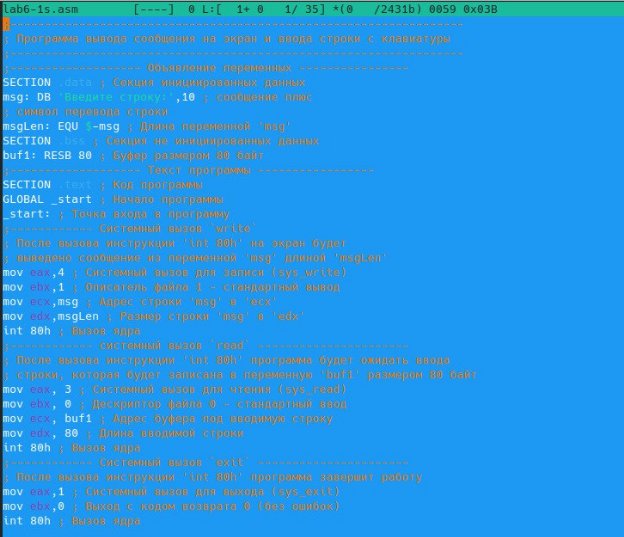 lab6-1s.asm [----] 0 L:[ 1+ 0 1/ 35] *(0 /2431b) 0059 0x03B
;------------------------------------------------------------------
; Программа вывода сообщения на экран и ввода строки с клавиатуры
;------------------------------------------------------------------
;------------------- Объявление переменных ----------------
SECTION .data ; Секция инициированных данных
msg: DB 'Введите строку:',10 ; сообщение плюс
; символ перевода строки
msgLen: EQU $-msg ; Длина переменной 'msg'
SECTION .bss ; Секция не инициированных данных
buf1: RESB 80 ; Буфер размером 80 байт
;------------------- Текст программы -----------------
SECTION .text ; Код программы
GLOBAL _start ; Начало программы
_start: ; Точка входа в программу
;------------ Cистемный вызов `write`
; После вызова инструкции 'int 80h' на экран будет
; выведено сообщение из переменной 'msg' длиной 'msgLen'
mov eax,4 ; Системный вызов для записи (sys_write)
mov ebx,1 ; Описатель файла 1 - стандартный вывод
mov ecx,msg ; Адрес строки 'msg' в 'ecx'
mov edx,msgLen ; Размер строки 'msg' в 'edx'
int 80h ; Вызов ядра
;------------ системный вызов `read` ----------------------
; После вызова инструкции 'int 80h' программа будет ожидать ввода
; строки, которая будет записана в переменную 'buf1' размером 80 байт
mov eax, 3 ; Системный вызов для чтения (sys_read)
mov ebx, 0 ; Дескриптор файла 0 - стандартный ввод
mov ecx, buf1 ; Адрес буфера под вводимую строку
mov edx, 80 ; Длина вводимой строки
int 80h ; Вызов ядра
;------------ Системный вызов `exit` ----------------------
; После вызова инструкции 'int 80h' программа завершит работу
mov eax,1 ; Системный вызов для выхода (sys_exit)
mov ebx,0 ; Выход с кодом возврата 0 (без ошибок)
int 80h ; Вызов ядра